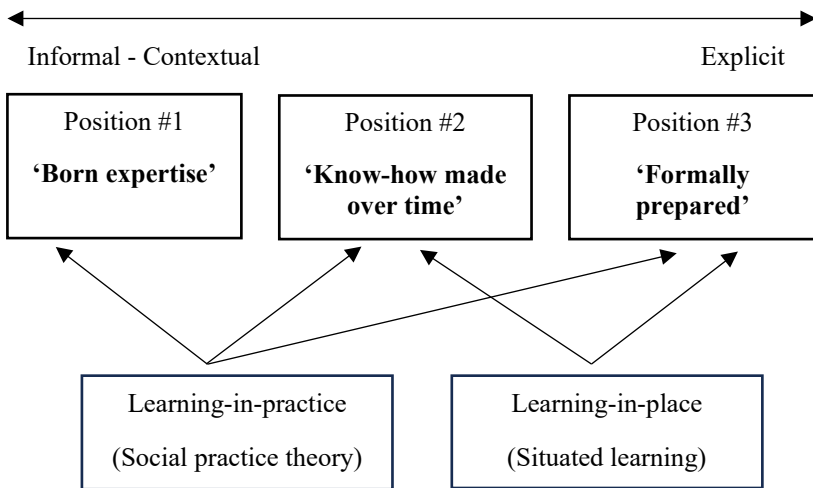 Informal - Contextual
Explicit
Position #1
‘Born expertise’
Position #2
‘Know-how made
over time’
Position #3
‘Formally
prepared’
Learning-in-practice
(Social practice theory)
Learning-in-place
(Situated learning)